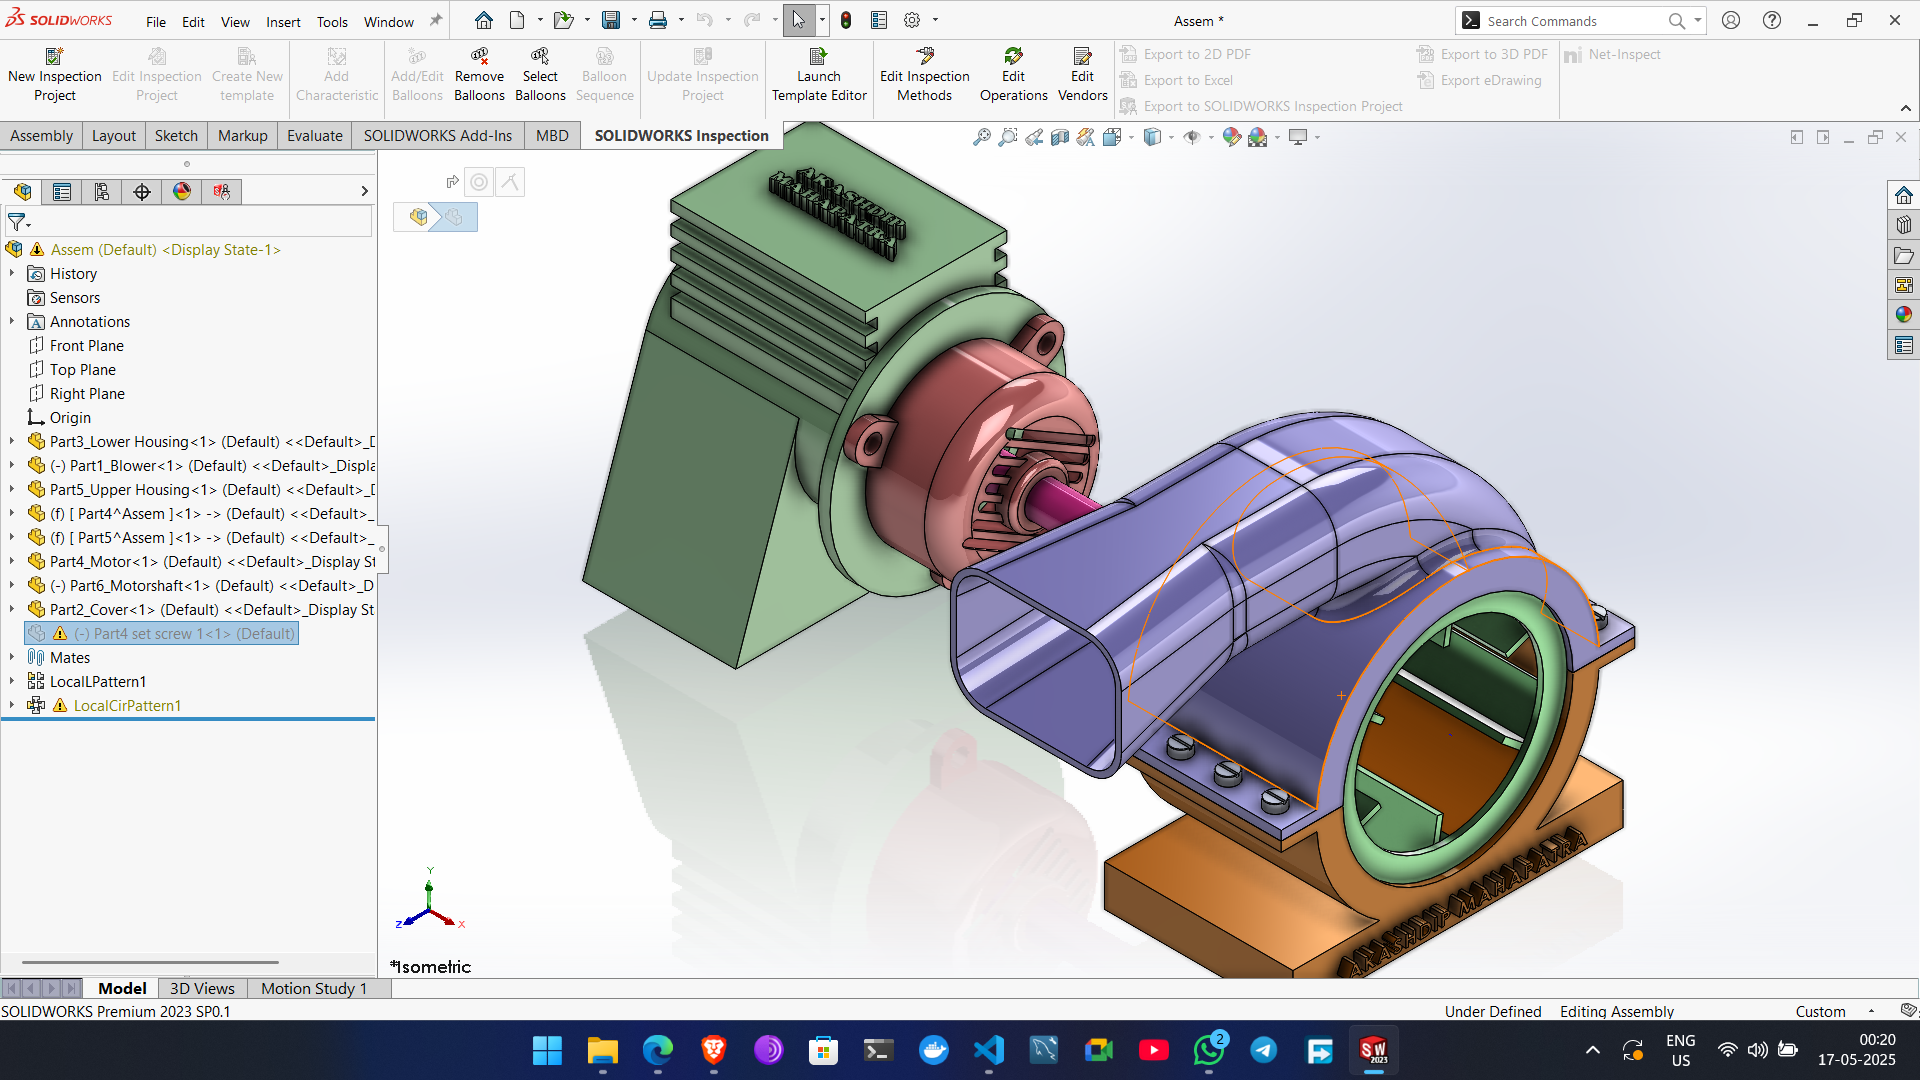 SOLIDWORKS
File Edit View Insert Tools Window
Assem *
Search Commands
New Inspection Project
Edit Inspection Project
Create New template
Add Characteristic
Add/Edit Balloons
Remove Balloons
Select Balloons
Balloon Sequence
Update Inspection Project
Launch Template Editor
Edit Inspection Methods
Edit Operations
Edit Vendors
Export to 2D PDF
Export to Excel
Export to SOLIDWORKS Inspection Project
Export to 3D PDF
Export eDrawing
Net-Inspect
Assembly Layout Sketch Markup Evaluate SOLIDWORKS Add-Ins MBD SOLIDWORKS Inspection
Assem (Default) <Display State-1>
History
Sensors
Annotations
Front Plane
Top Plane
Right Plane
Origin
Part3_Lower Housing<1> (Default) <<Default>_D
(-) Part1_Blower<1> (Default) <<Default>_Displa
Part5_Upper Housing<1> (Default) <<Default>_D
(f) [ Part4^Assem ]<1> -> (Default) <<Default>_
(f) [ Part5^Assem ]<1> -> (Default) <<Default>_
Part4_Motor<1> (Default) <<Default>_Display St
(-) Part6_Motorshaft<1> (Default) <<Default>_D
Part2_Cover<1> (Default) <<Default>_Display St
(-) Part4 set screw 1<1> (Default)
Mates
LocalLPattern1
LocalCirPattern1
AKASHDIP
MAHAPATRA
AKASHDIP MAHAPATRA
Y
Z
X
*Isometric
Model 3D Views Motion Study 1
SOLIDWORKS Premium 2023 SP0.1
Under Defined
Editing Assembly
Custom
2
SW
2023
ENG
US
00:20
17-05-2025